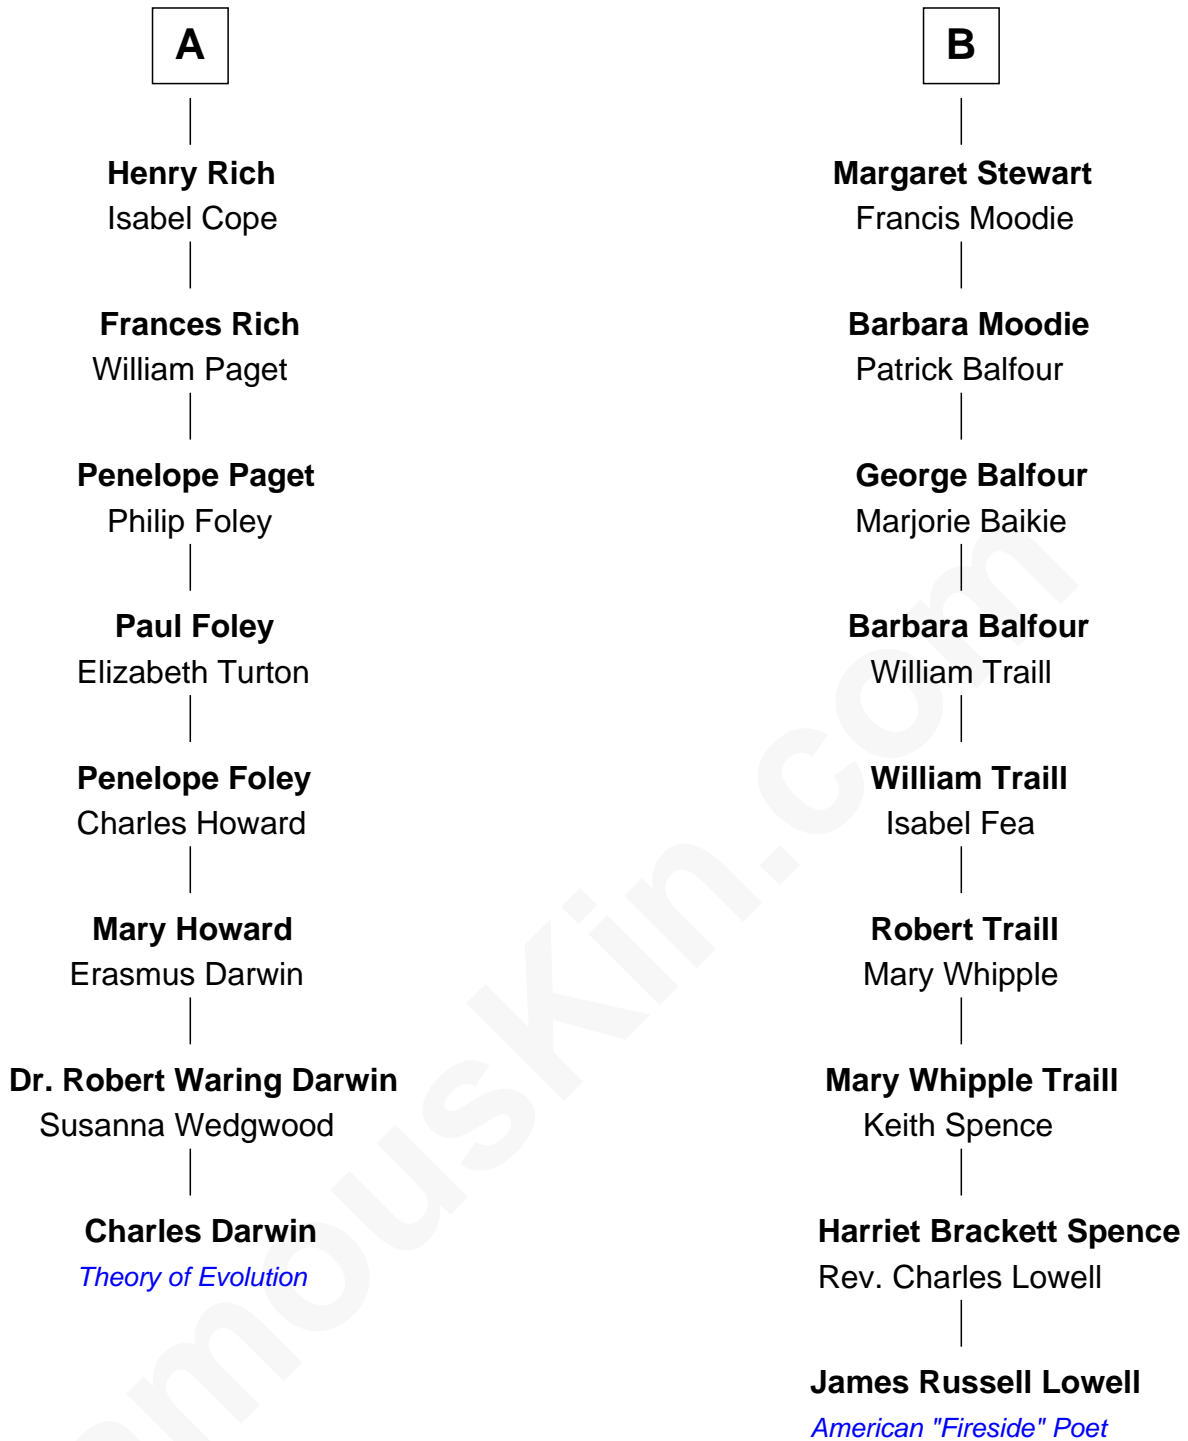 A
Henry Rich
Isabel Cope
Frances Rich
William Paget
Penelope Paget
Philip Foley
Paul Foley
Elizabeth Turton
Penelope Foley
Charles Howard
Mary Howard
Erasmus Darwin
Dr. Robert Waring Darwin
Susanna Wedgwood
Charles Darwin
Theory of Evolution
B
Margaret Stewart
Francis Moodie
Barbara Moodie
Patrick Balfour
George Balfour
Marjorie Baikie
Barbara Balfour
William Traill
William Traill
Isabel Fea
Robert Traill
Mary Whipple
Mary Whipple Traill
Keith Spence
Harriet Brackett Spence
Rev. Charles Lowell
James Russell Lowell
American "Fireside" Poet
mousKin.com